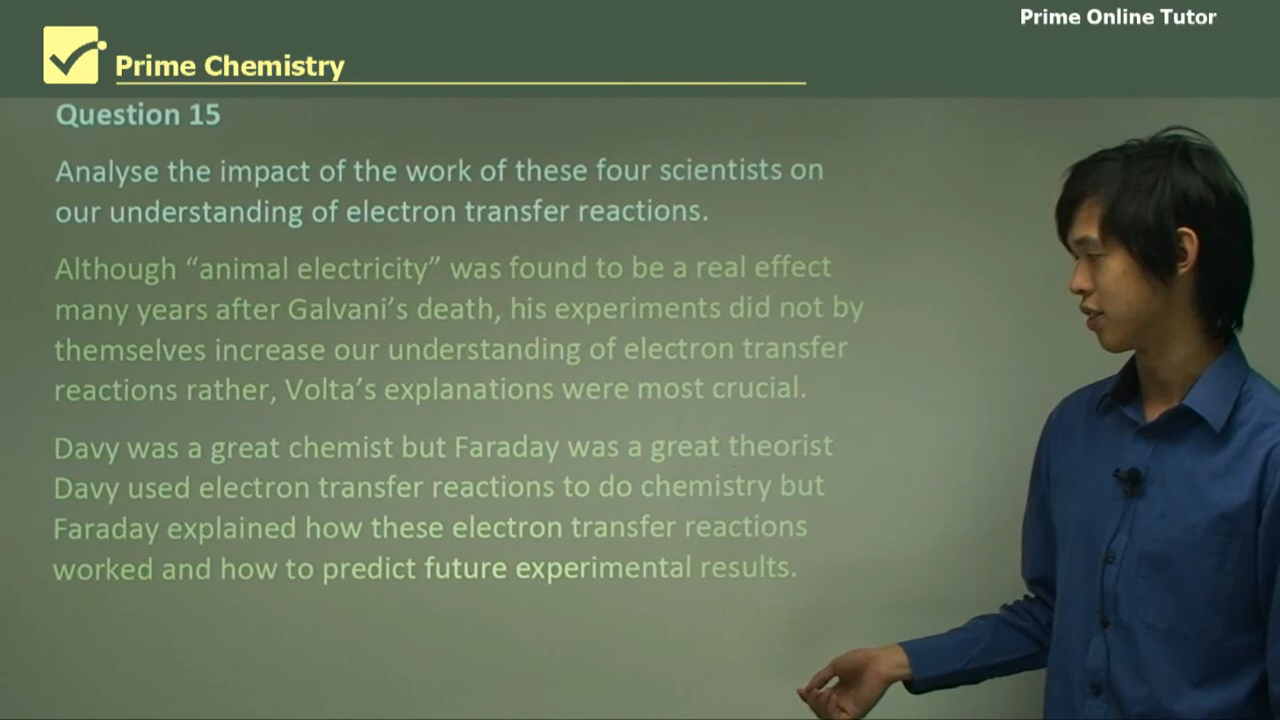 Prime Online Tutor
Prime Chemistry
Question 15
Analyse the impact of the work of these four scientists on
our understanding of electron transfer reactions.
Although “animal electricity” was found to be a real effect
many years after Galvani’s death, his experiments did not by
themselves increase our understanding of electron transfer
reactions rather, Volta’s explanations were most crucial.
Davy was a great chemist but Faraday was a great theorist
Davy used electron transfer reactions to do chemistry but
Faraday explained how these electron transfer reactions
worked and how to predict future experimental results.